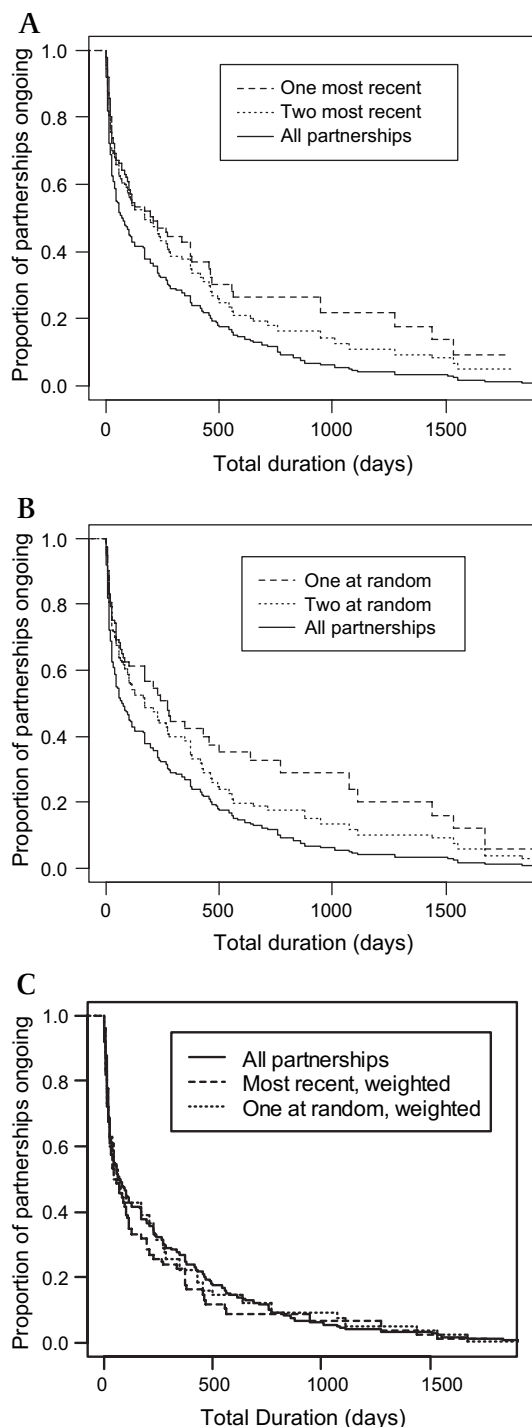 A
Proportion of partnerships ongoing
1.0
0.8
0.6
0.4
0.2
0.0
One most recent
Two most recent
All partnerships
0 500 1000 1500
Total duration (days)
B
Proportion of partnerships ongoing
1.0
0.8
0.6
0.4
0.2
0.0
One at random
Two at random
All partnerships
0 500 1000 1500
Total duration (days)
C
Proportion of partnerships ongoing
1.0
0.8
0.6
0.4
0.2
0.0
All partnerships
Most recent, weighted
One at random, weighted
0 500 1000 1500
Total Duration (days)